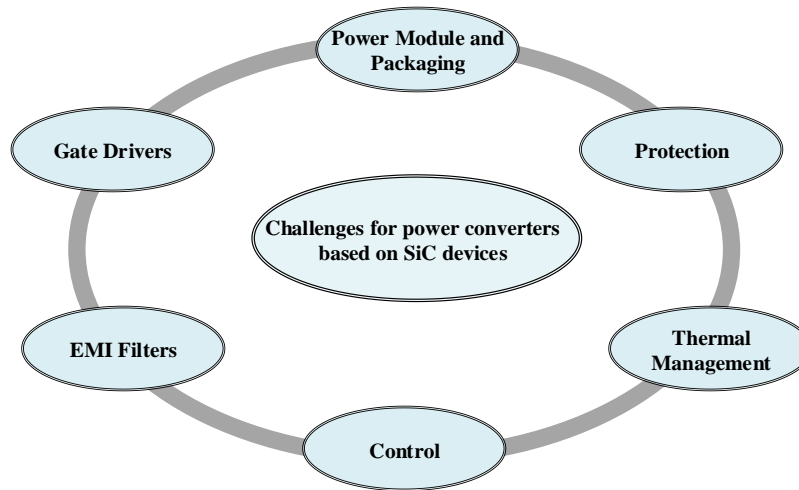 Power Module and
Packaging
Gate Drivers
Protection
Challenges for power converters
based on SiC devices
EMI Filters
Thermal
Management
Control